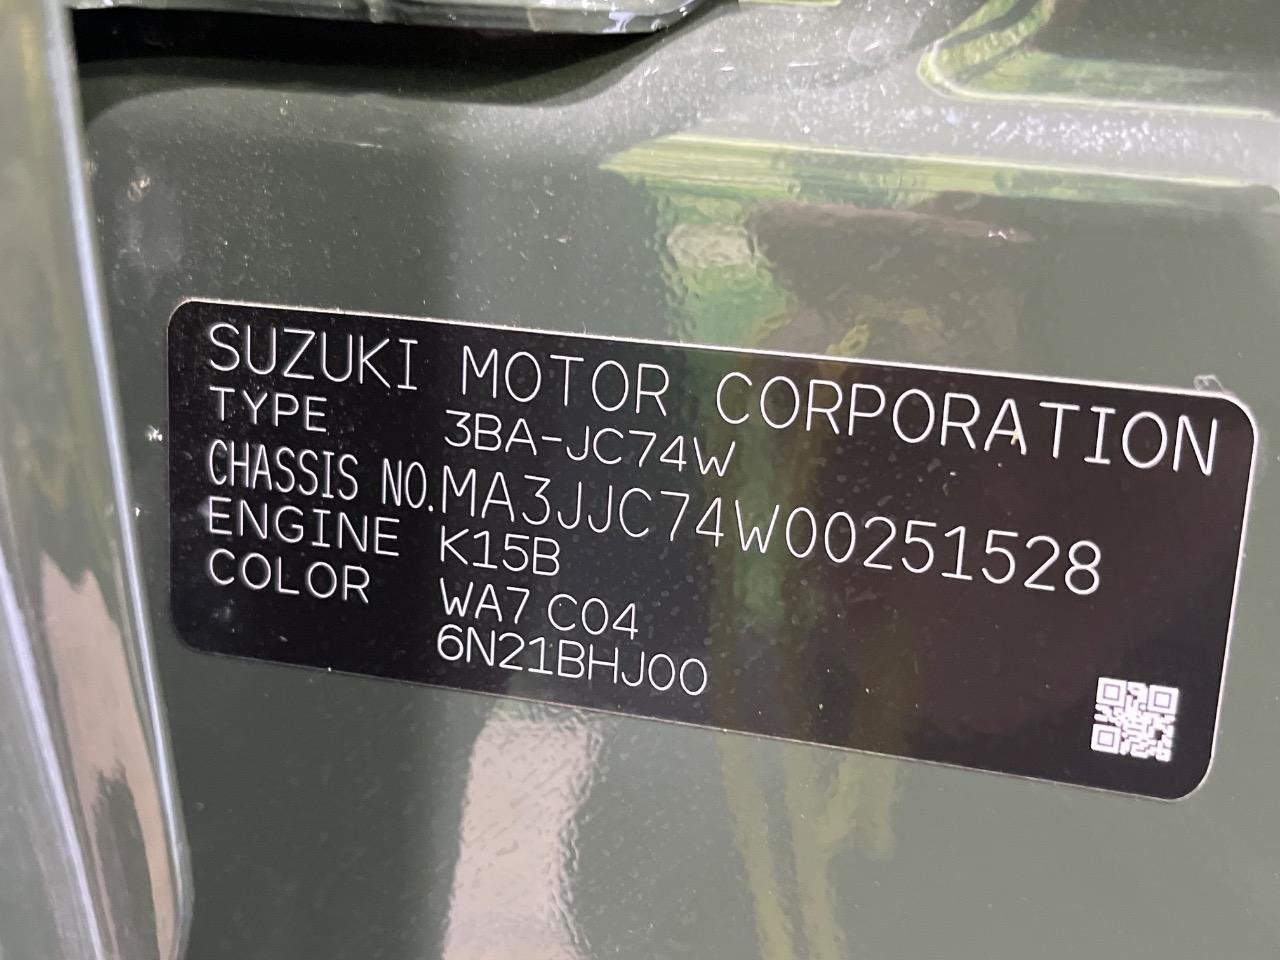 SUZUKI MOTOR CORPORATION
TYPE 3BA-JC74W
CHASSIS NO. MA3JJC74W00251528
ENGINE K15B
COLOR WA7 C04
6N21BHJ00